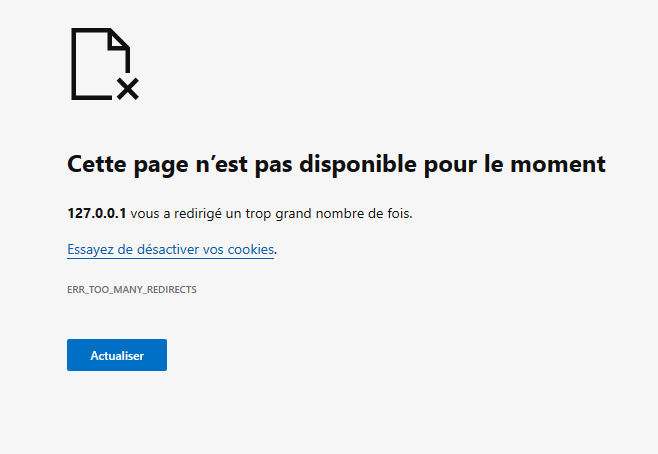 Cette page n’est pas disponible pour le moment
127.0.0.1 vous a redirigé un trop grand nombre de fois.
Essayez de désactiver vos cookies.
ERR_TOO_MANY_REDIRECTS
Actualiser